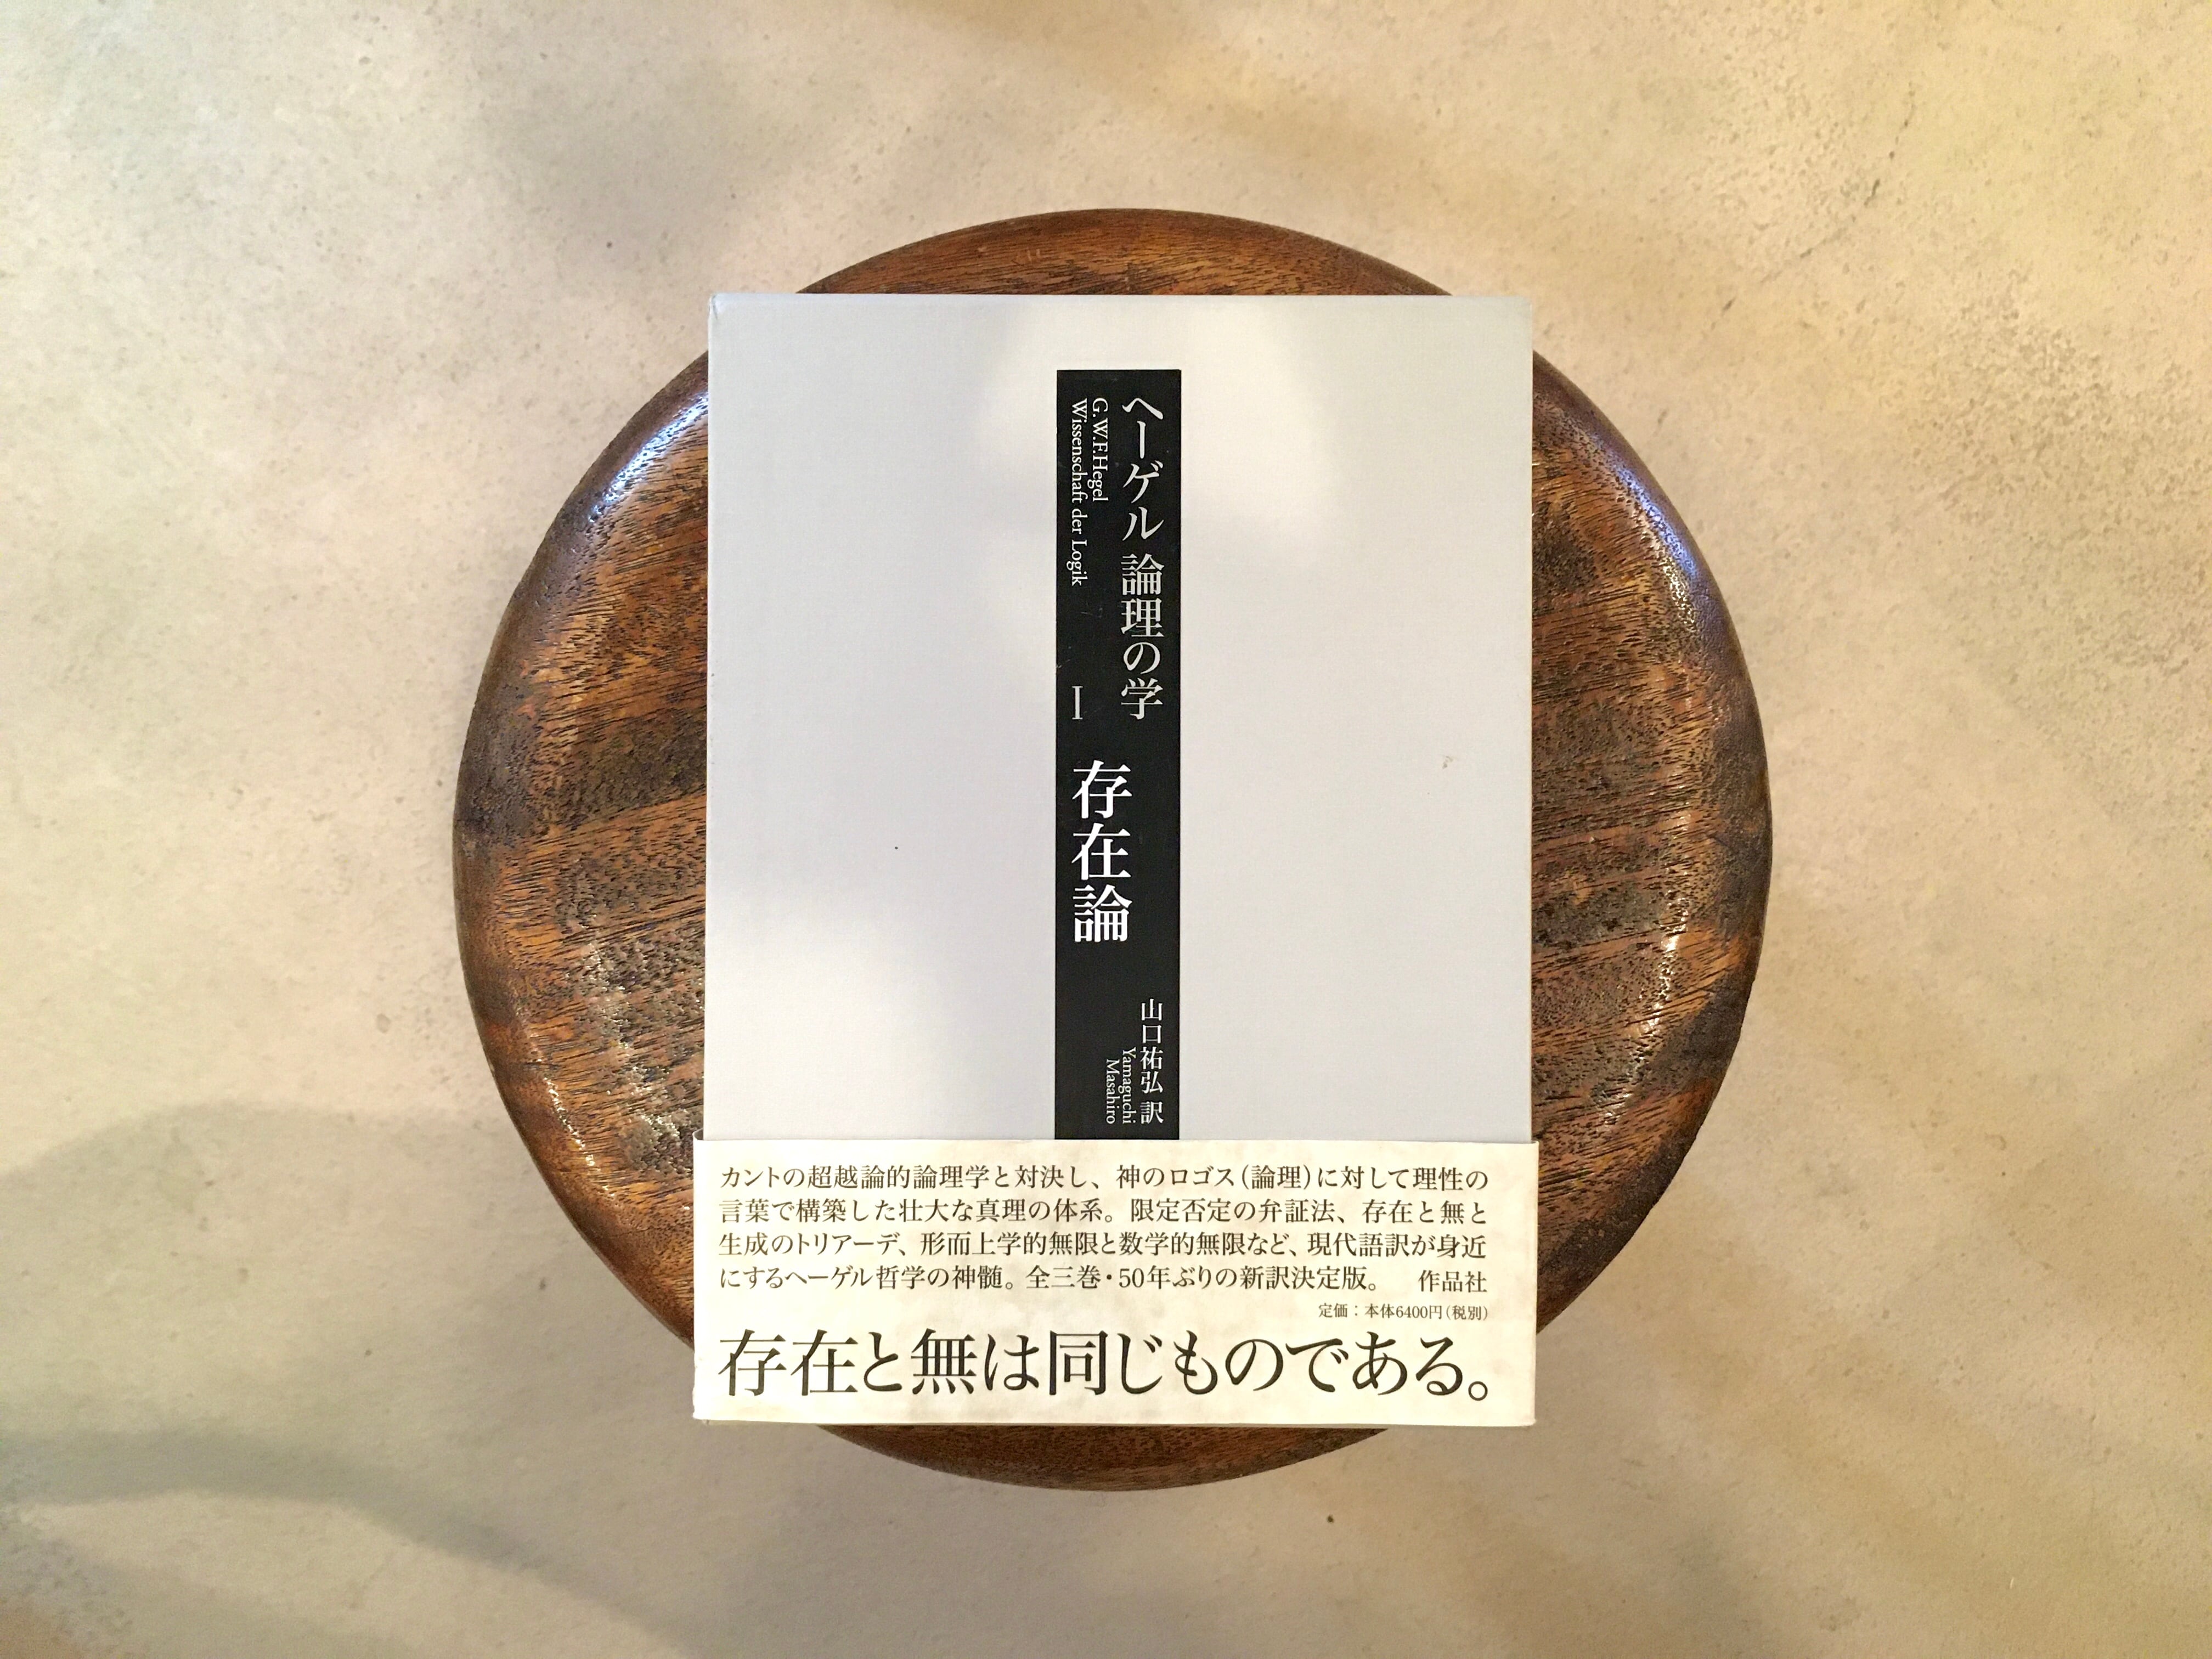 ヘーゲル 論理の学
G.W.F.Hegel
Wissenschaft der Logik
I 存在論
山口祐弘 訳
Yamaguchi
Masahiro
カントの超越論的論理学と対決し、神のロゴス(論理)に対して理性の
言葉で構築した壮大な真理の体系。限定否定の弁証法、存在と無と
生成のトリアーデ、形而上学的無限と数学的無限など、現代語訳が身近
にするヘーゲル哲学の神髄。全三巻・50年ぶりの新訳決定版。 作品社
定価:本体6400円(税別)
存在と無は同じものである。